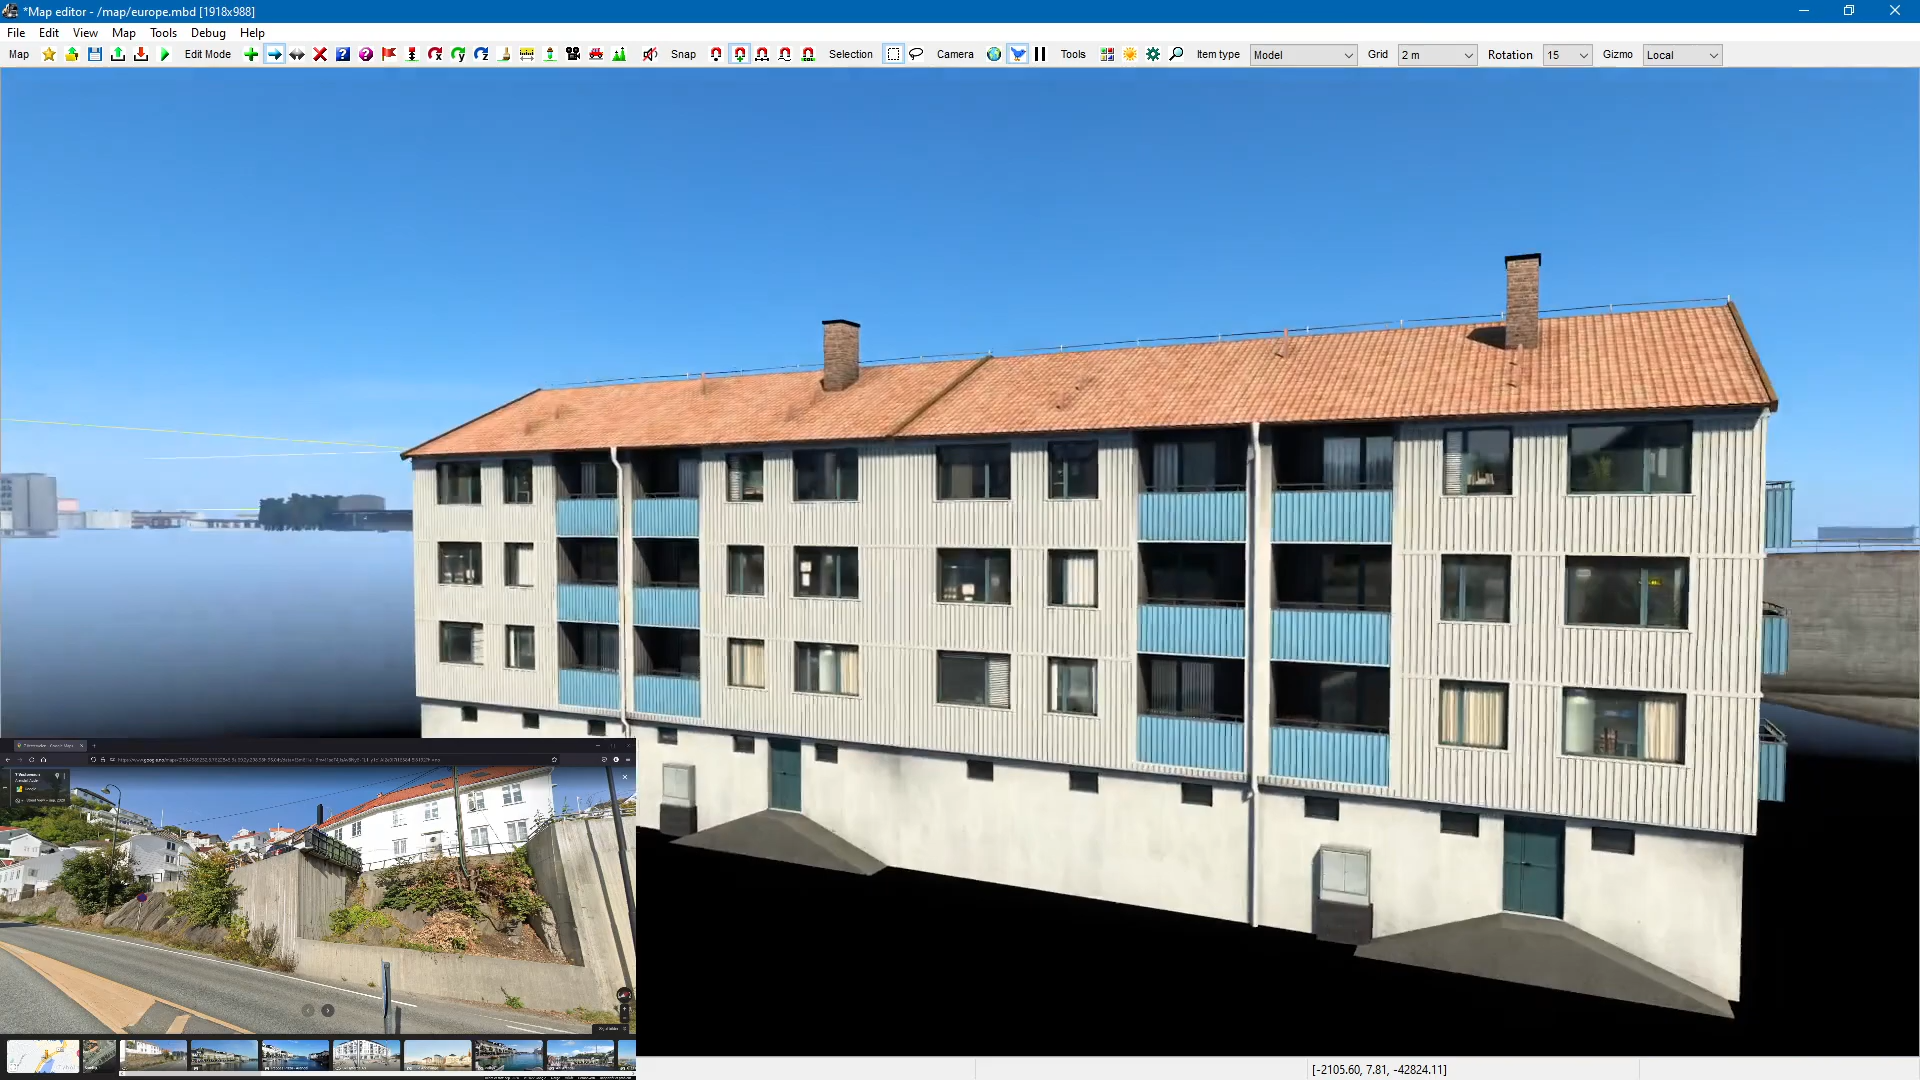 *Map editor - /map/europe.mbd [1918x988]
File Edit View Map Tools Debug Help
Map Edit Mode Snap Selection Camera Tools Item type Model Grid 2 m Rotation 15 Gizmo Local
[-2105.60, 7.81, -42824.11]